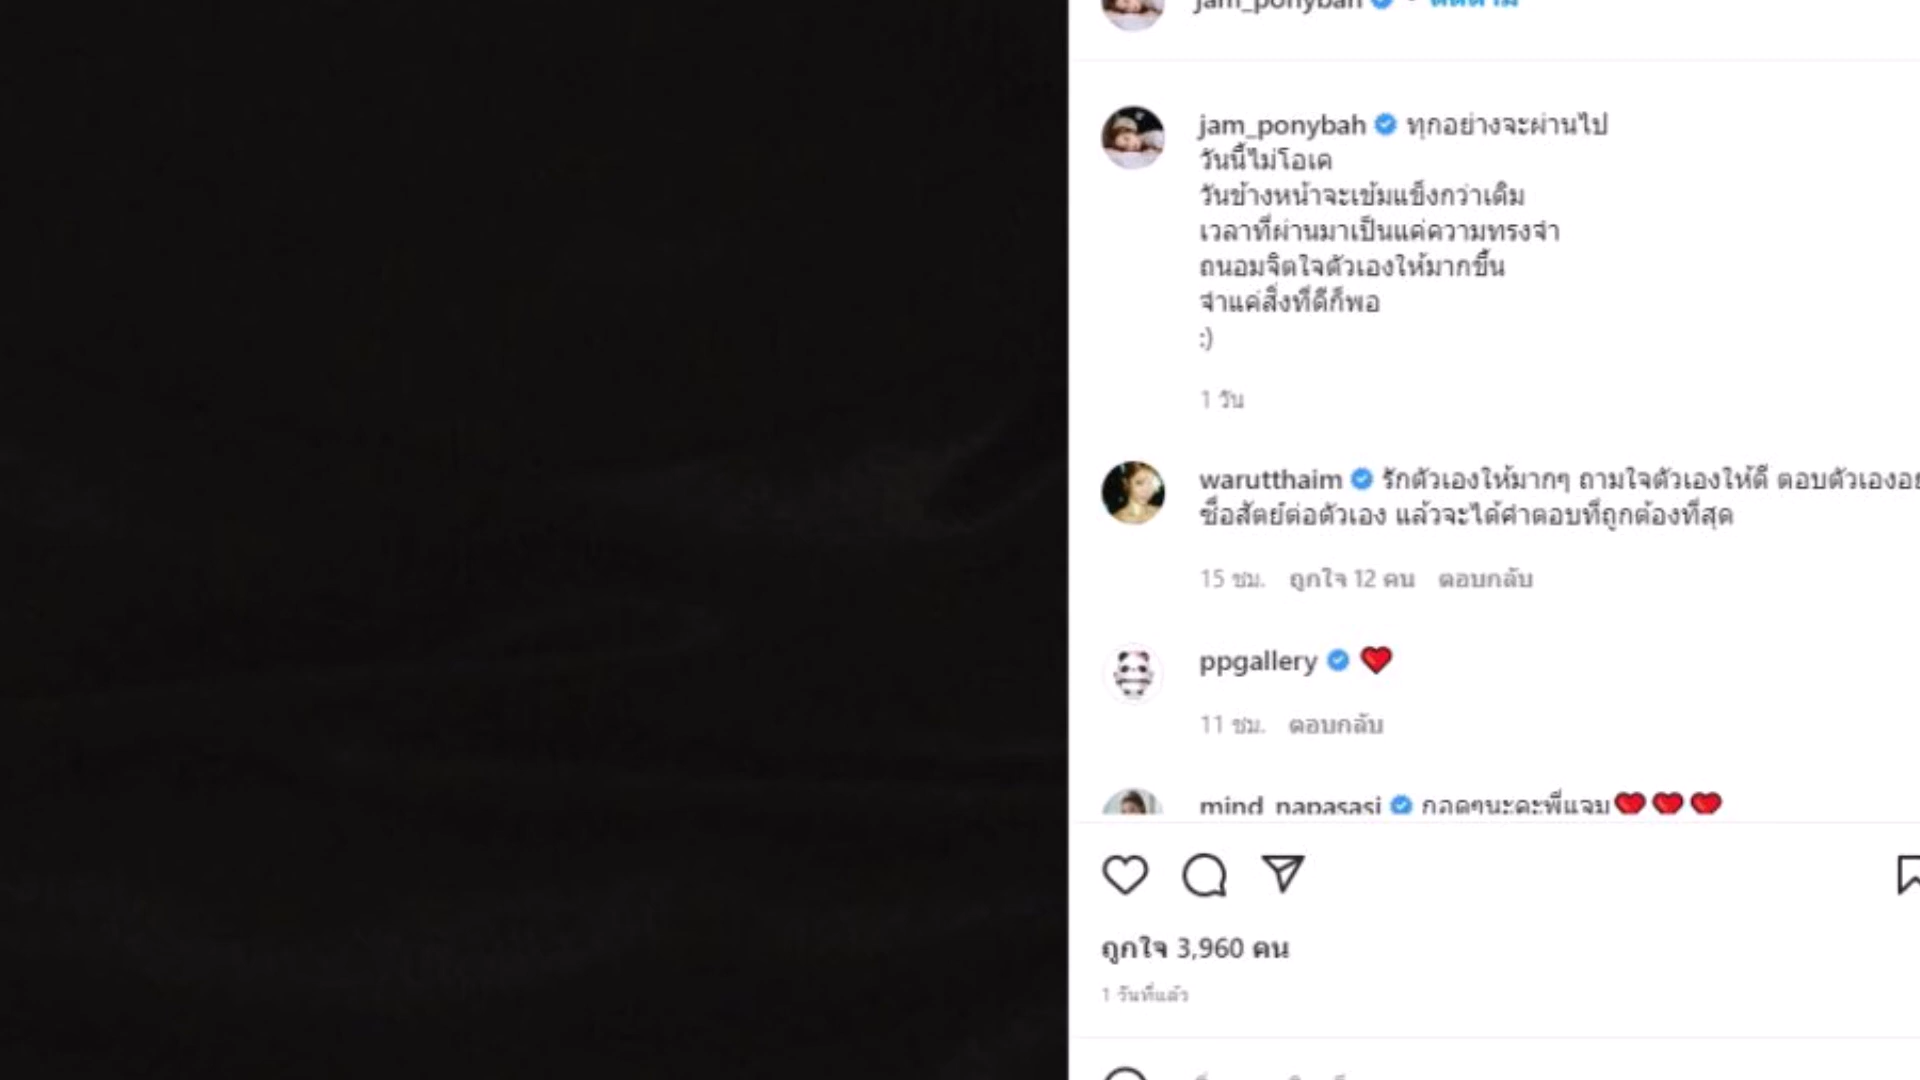 jam_ponybah • ติดตาม
jam_ponybah ทุกอย่างจะผ่านไป
วันนี้ไม่โอเค
วันข้างหน้าจะเข้มแข็งกว่าเดิม
เวลาที่ผ่านมาเป็นแค่ความทรงจำ
ถนอมจิตใจตัวเองให้มากขึ้น
จำแค่สิ่งที่ดีก็พอ
:)
1 วัน
warutthaim รักตัวเองให้มากๆ ถามใจตัวเองให้ดี ตอบตัวเอง
ซื่อสัตย์ต่อตัวเอง แล้วจะได้คำตอบที่ถูกต้องที่สุด
15 ชม. ถูกใจ 12 คน ตอบกลับ
ppgallery ❤️
11 ชม. ตอบกลับ
mind_napasasi กอดๆนะคะพี่แจม❤️❤️❤️
ถูกใจ 3,960 คน
1 วันที่แล้ว